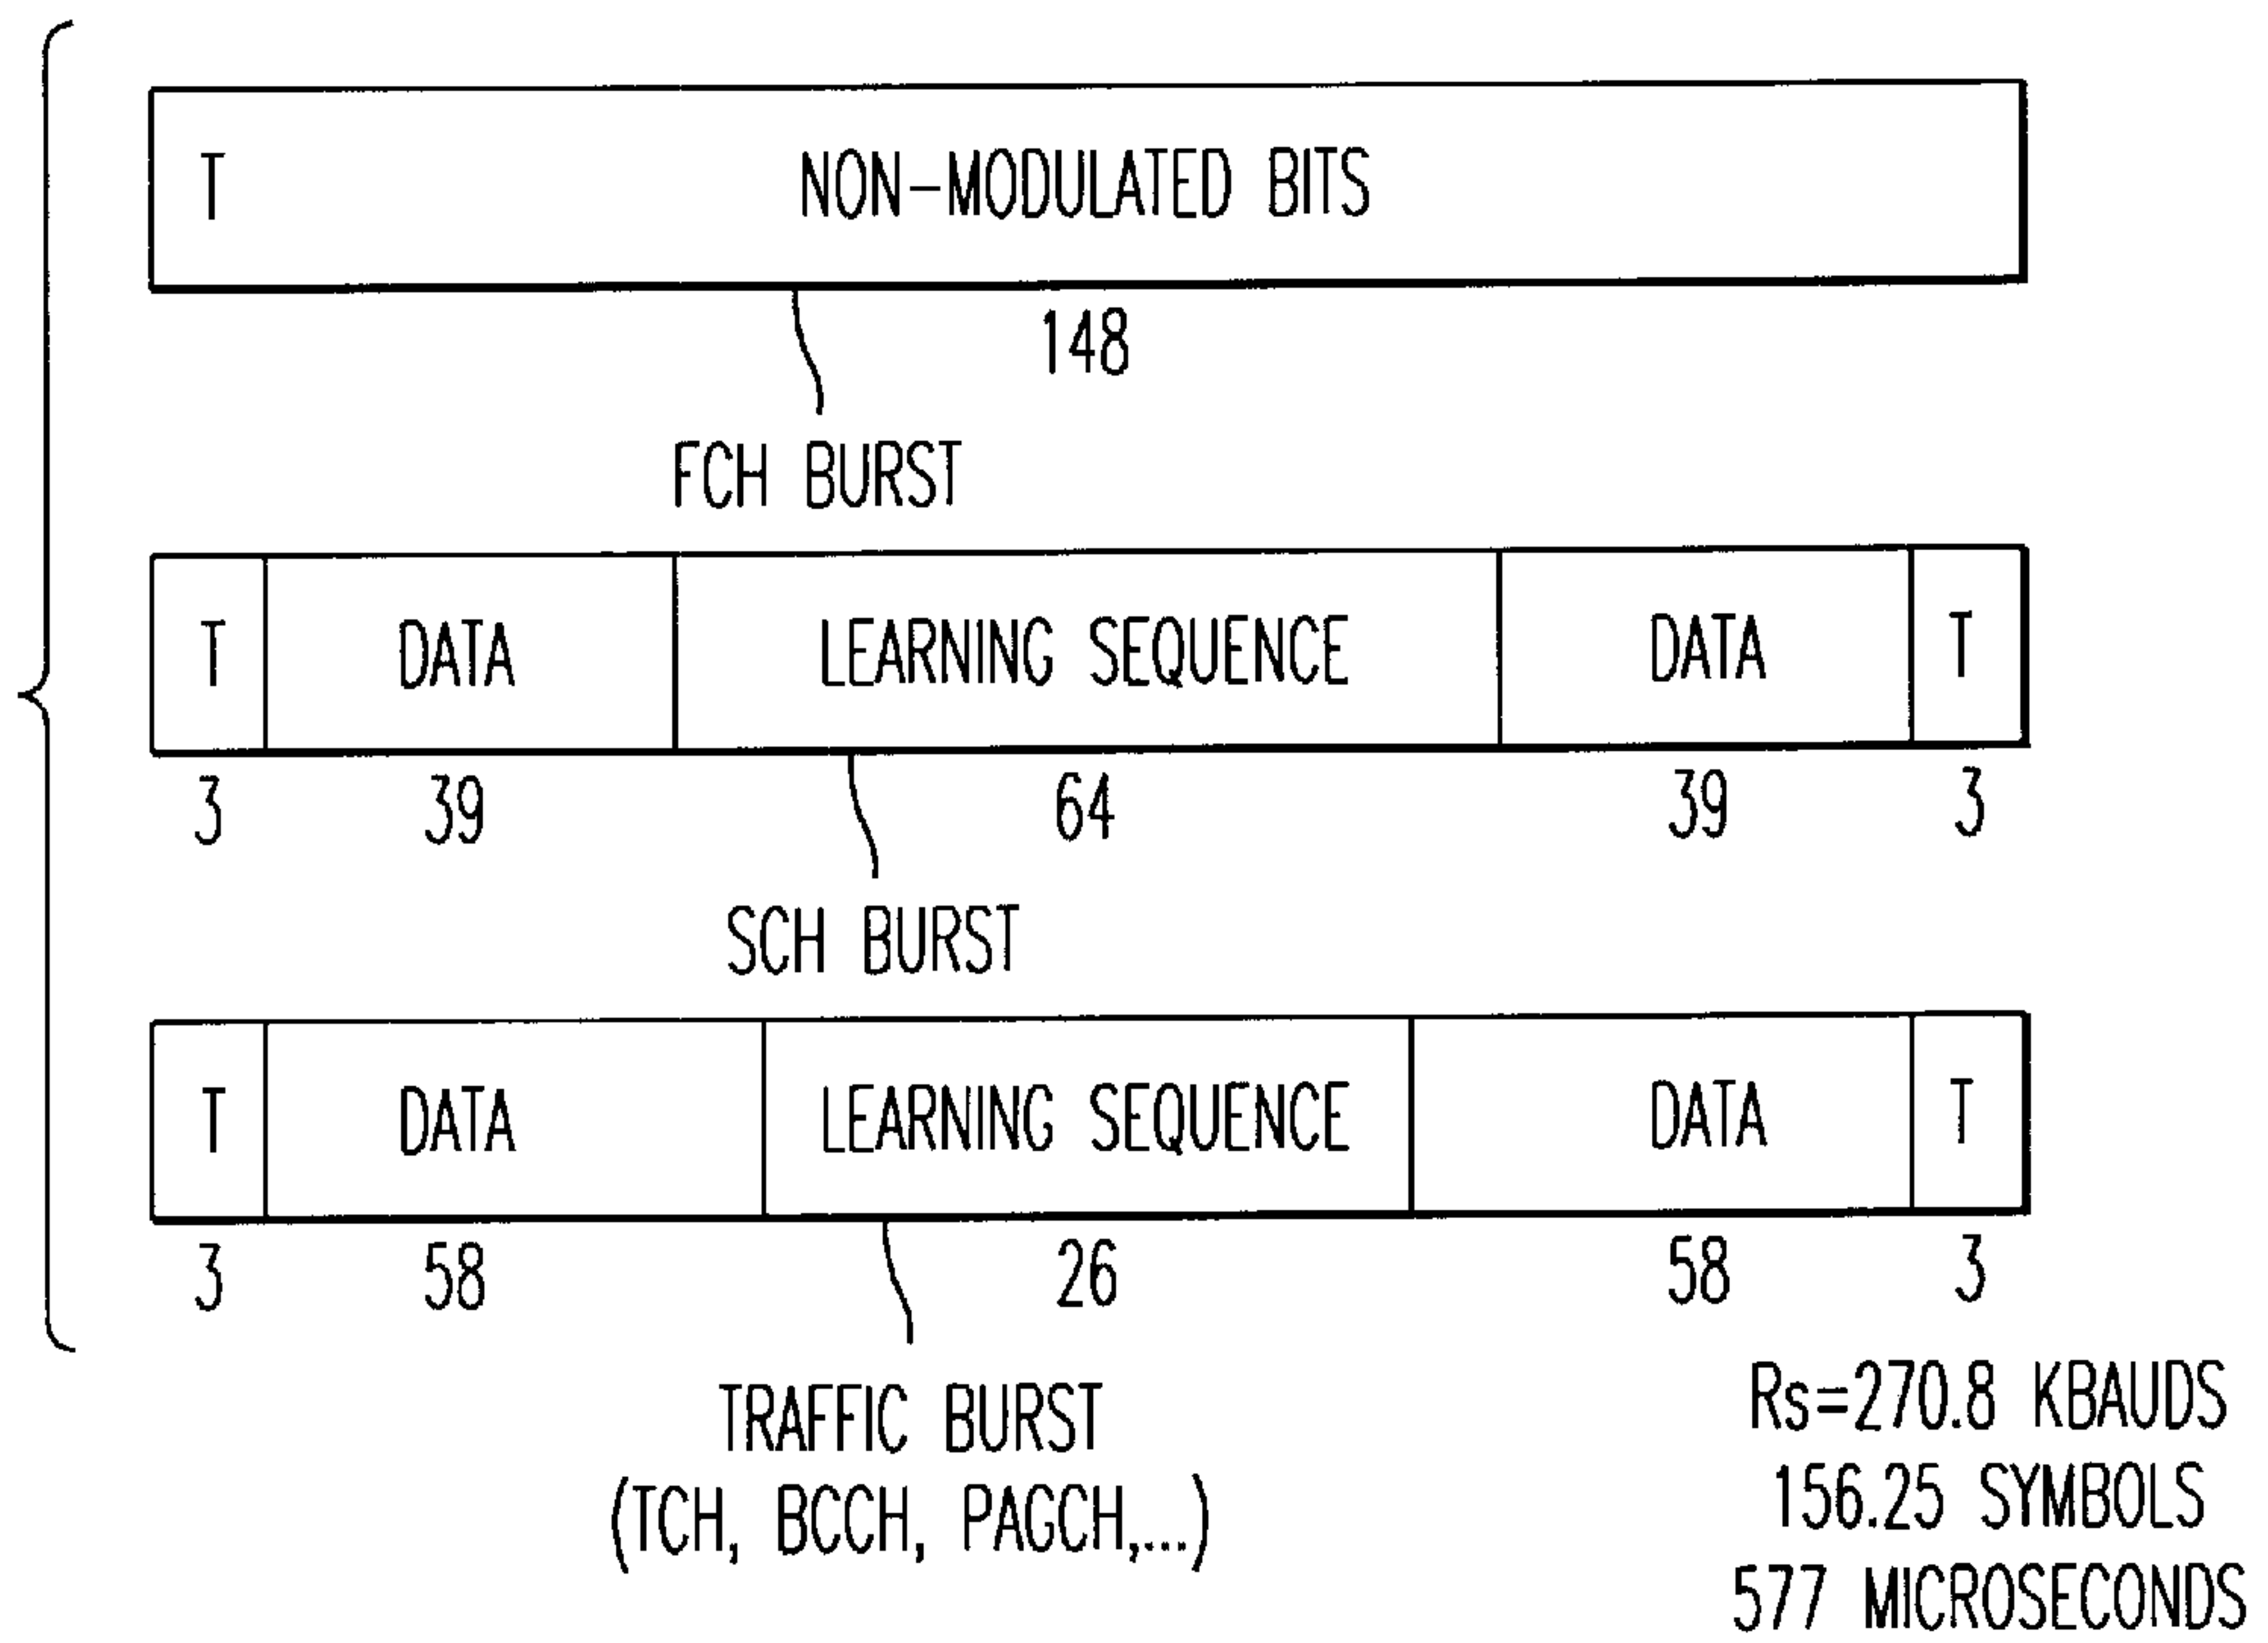 T NON-MODULATED BITS
148
FCH BURST
T DATA LEARNING SEQUENCE DATA T
3 39 64 39 3
SCH BURST
T DATA LEARNING SEQUENCE DATA T
3 58 26 58 3
TRAFFIC BURST
(TCH, BCCH, PAGCH,...)
Rs=270.8 KBAUDS
156.25 SYMBOLS
577 MICROSECONDS